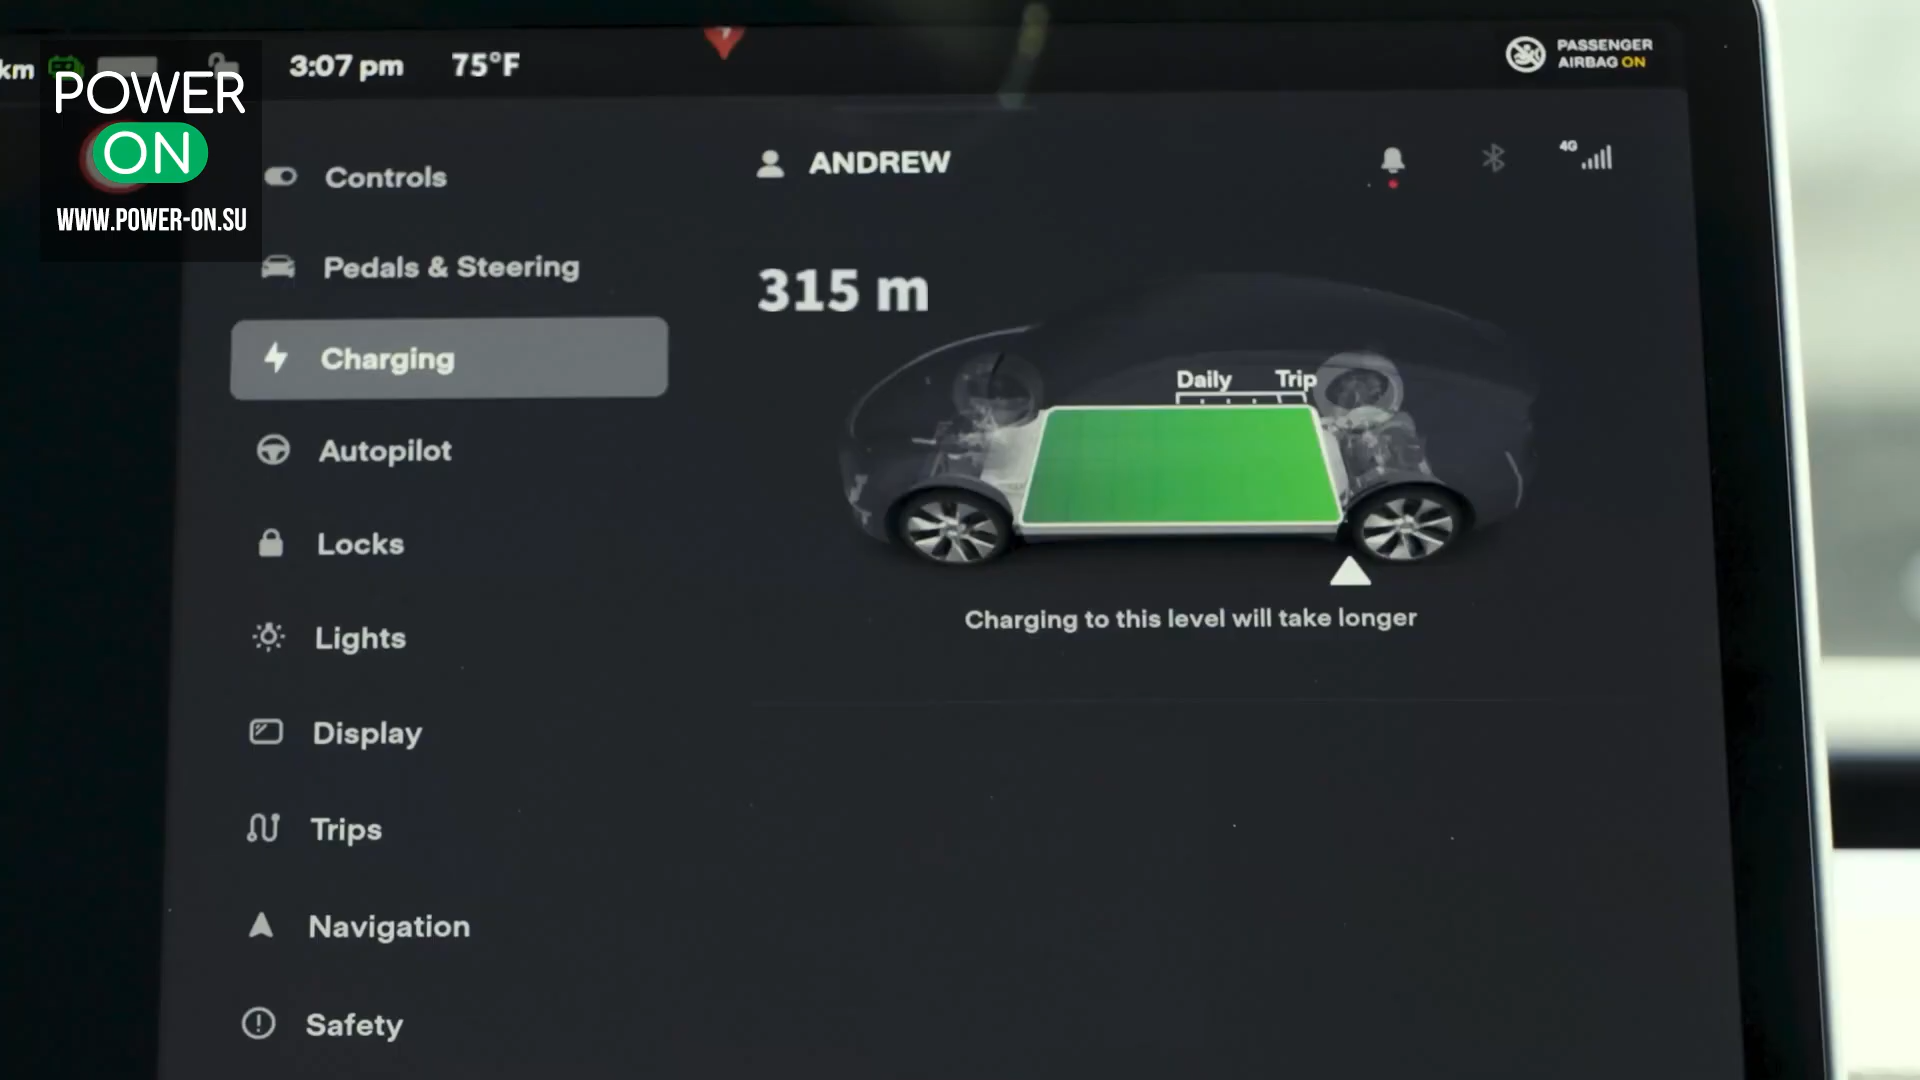 km
3:07 pm
75°F
PASSENGER
AIRBAG ON
POWER
ON
WWW.POWER-ON.SU
Controls
Pedals & Steering
Charging
Autopilot
Locks
Lights
Display
Trips
Navigation
Safety
ANDREW
4G
315 m
Daily
Trip
Charging to this level will take longer